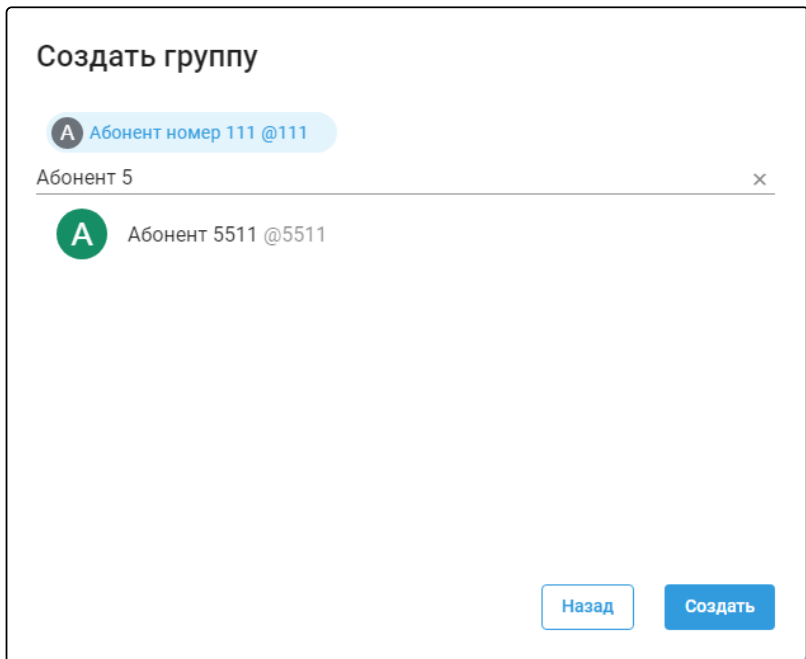 Создать группу
А Абонент номер 111 @111
Абонент 5 ×
А Абонент 5511 @5511
Назад Создать